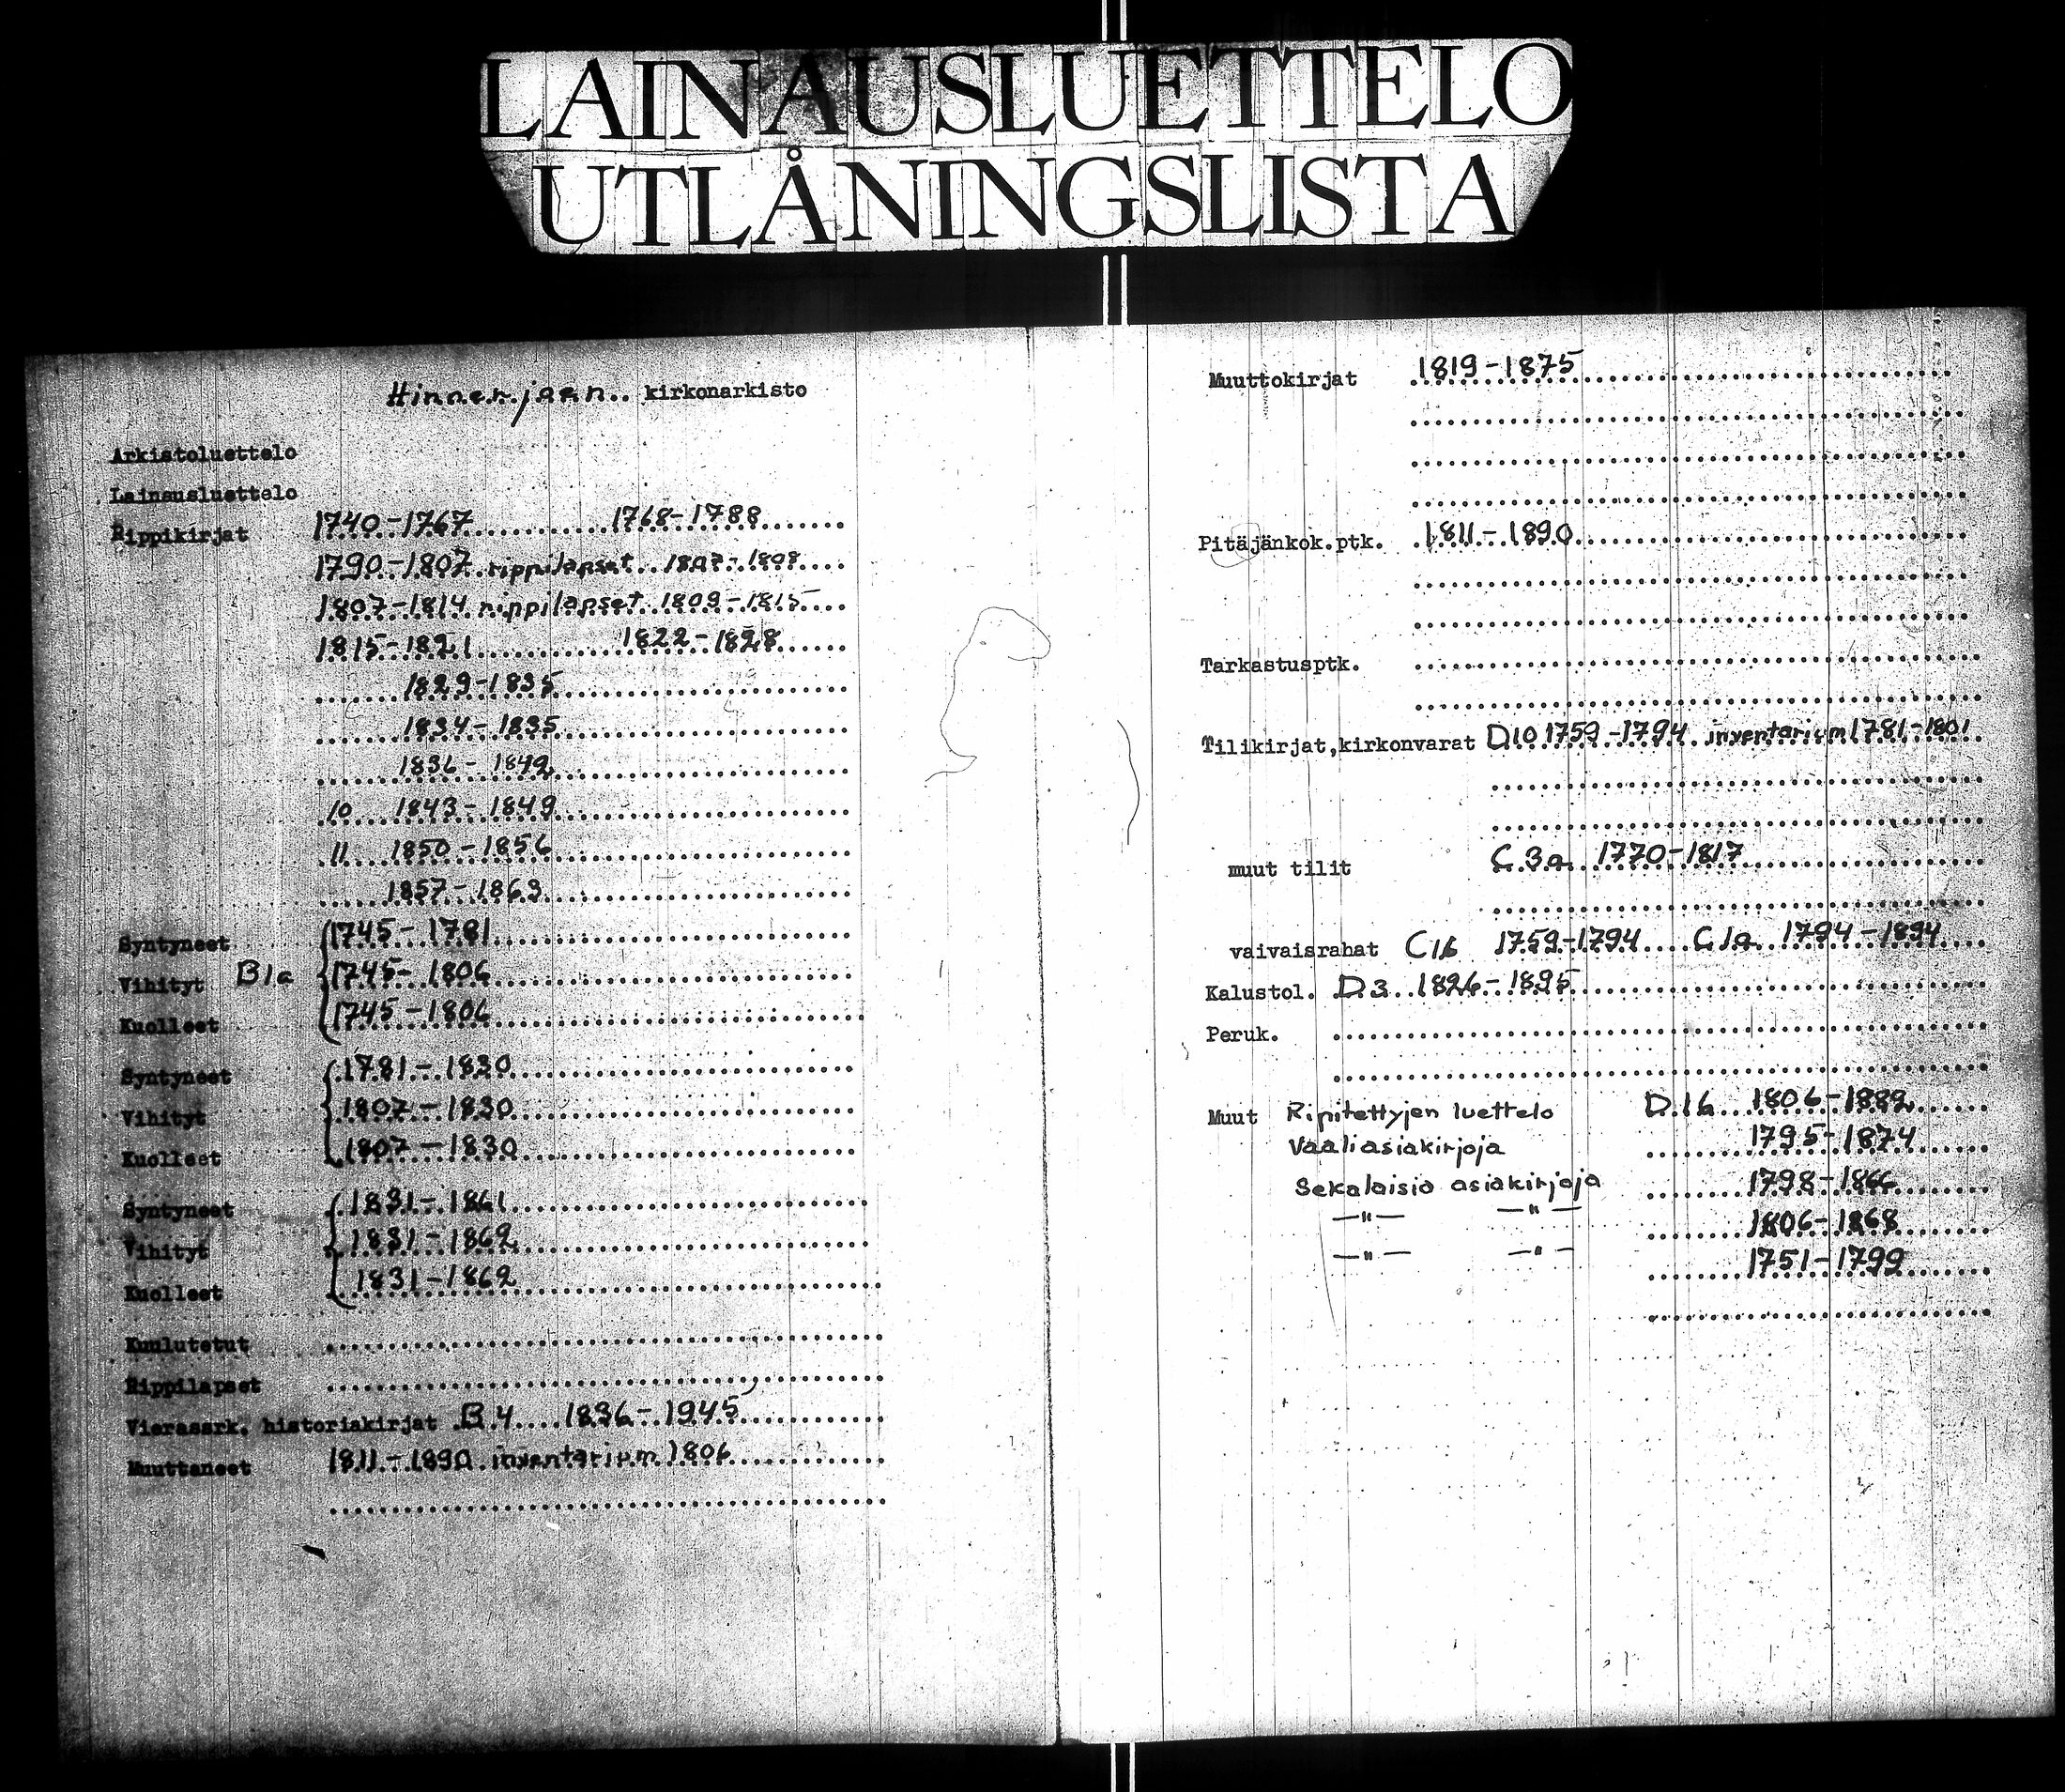 LAINAUSLUETTELO
UTLÅNINGSLISTA
Hinnerjoen kirkonarkisto
Arkistoluettelo
Lainausluettelo
Rippikirjat 1740-1767 1768-1788
1790-1807 rippilapset 1802-1808
1807-1814 rippilapset 1809-1815
1815-1821 1822-1828
1829-1835
1834-1835
1836-1842
10 1843-1849
11 1850-1856
1857-1863
Syntyneet 1745-1781
Vihityt B1a 1745-1806
Kuolleet 1745-1806
Syntyneet 1781-1830
Vihityt 1807-1830
Kuolleet 1807-1830
Syntyneet 1831-1861
Vihityt 1831-1862
Kuolleet 1831-1862
Kuulutetut
Rippilapset
Vierassrk. historiakirjat B.4 1836-1945
Muuttaneet 1811-1890 inventarium 1806
Muuttokirjat 1819-1875
Pitäjänkok.ptk. 1811-1890
Tarkastusptk.
Tilikirjat,kirkonvarat D10 1759-1794 inventarium 1781-1801
muut tilit C 3a 1770-1817
vaivaisrahat C1b 1759-1794 C1a 1794-1894
Kalustol. D3 1826-1895
Peruk.
Muut Ripitettyjen luettelo D.16 1806-1882
Vaaliasiakirjoja 1795-1874
Sekalaisia asiakirjoja 1798-1866
—"— —"— 1806-1868
—"— —"— 1751-1799